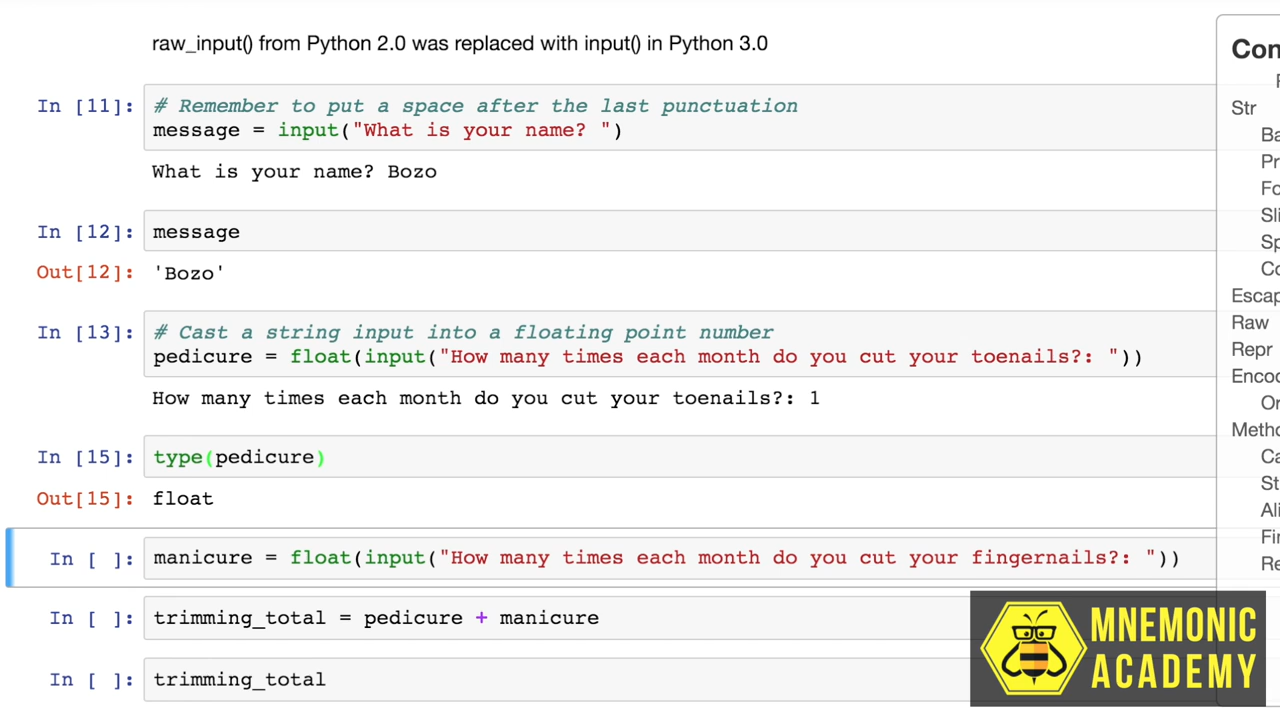 raw_input() from Python 2.0 was replaced with input() in Python 3.0
In [11]: # Remember to put a space after the last punctuation
message = input("What is your name? ")
What is your name? Bozo
In [12]: message
Out[12]: 'Bozo'
In [13]: # Cast a string input into a floating point number
pedicure = float(input("How many times each month do you cut your toenails?: "))
How many times each month do you cut your toenails?: 1
In [15]: type(pedicure)
Out[15]: float
In [ ]: manicure = float(input("How many times each month do you cut your fingernails?: "))
In [ ]: trimming_total = pedicure + manicure
In [ ]: trimming_total
Str
Raw
Repr
MNEMONIC
ACADEMY